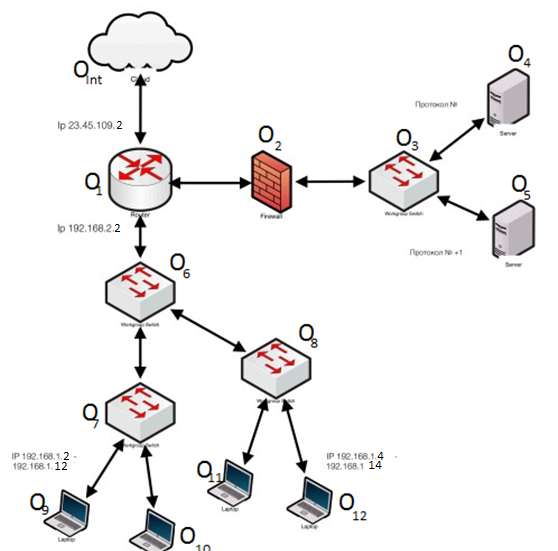 O Int
Cloud
Ip 23.45.109.2
O 1
Router
O 2
Firewall
O 3
Workgroup Switch
Протокол №
O 4
Server
O 5
Server
Протокол № +1
Ip 192.168.2.2
O 6
Workgroup Switch
O 8
Workgroup Switch
O 7
Workgroup Switch
IP 192.168.1.2 -
192.168.1.12
IP 192.168.1.4 -
192.168.1 14
O 9
Laptop
O 10
O 11
Laptop
O 12
Laptop